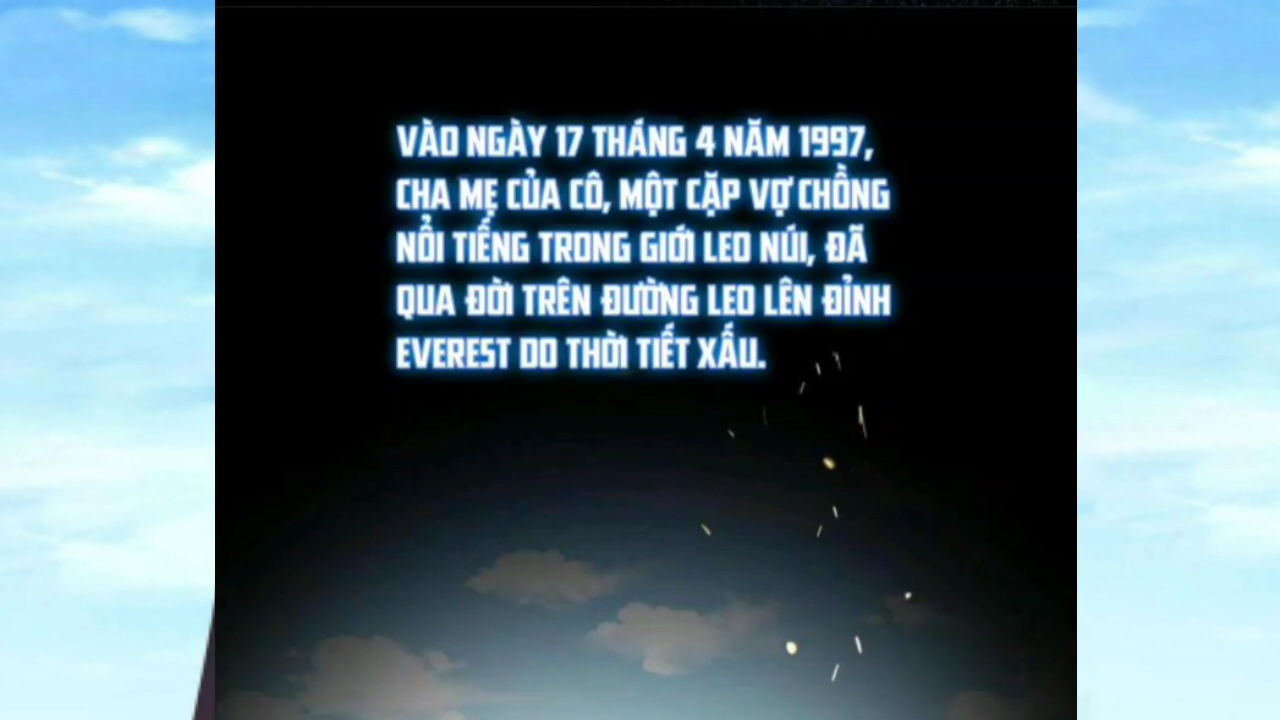 VÀO NGÀY 17 THÁNG 4 NĂM 1997,
CHA MẸ CỦA CÔ, MỘT CẶP VỢ CHỒNG
NỔI TIẾNG TRONG GIỚI LEO NÚI, ĐÃ
QUA ĐỜI TRÊN ĐƯỜNG LEO LÊN ĐỈNH
EVEREST DO THỜI TIẾT XẤU.